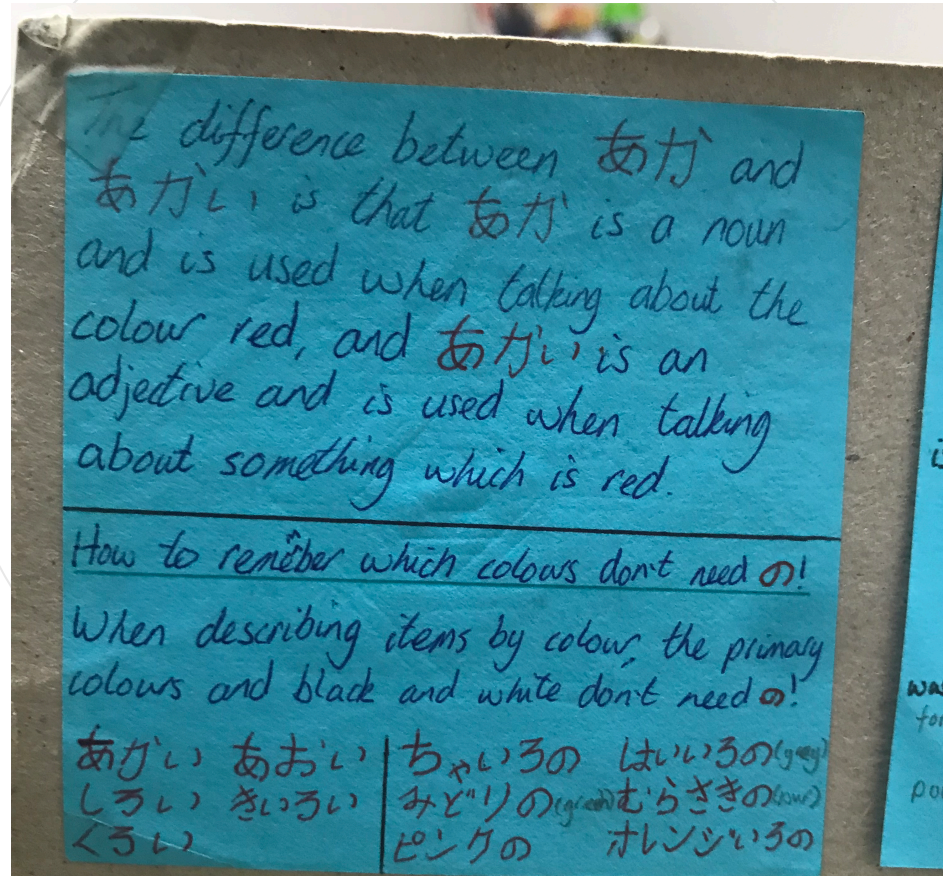 The difference between あか and
あかい is that あか is a noun
and is used when talking about the
colour red, and あかい is an
adjective and is used when talking
about something which is red.
How to remember which colours don't need の!
When describing items by colour, the primary
colours and black and white don't need の!
あかい あおい
しろい きいろい
くろい
ちゃいろの はいいろの(grey)
みどりの(green) むらさきの
ピンクの オレンジいろの